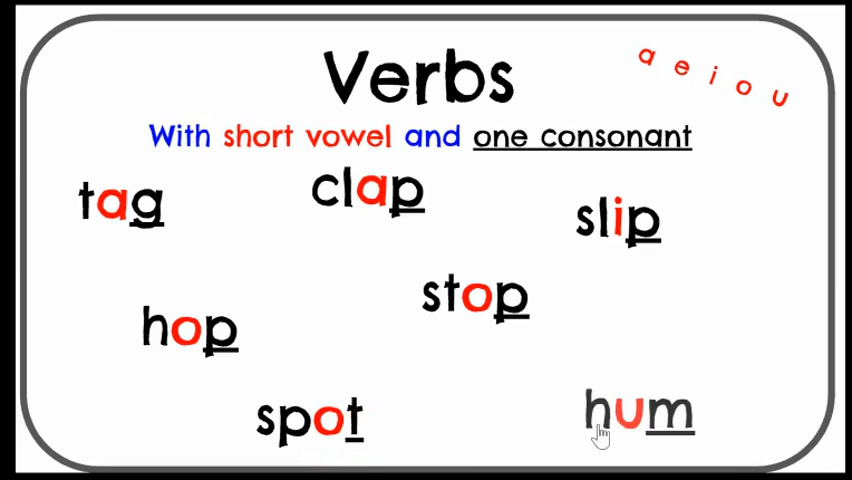 Verbs
a e i o u
With short vowel and one consonant
tag
clap
slip
stop
hop
spot
hum